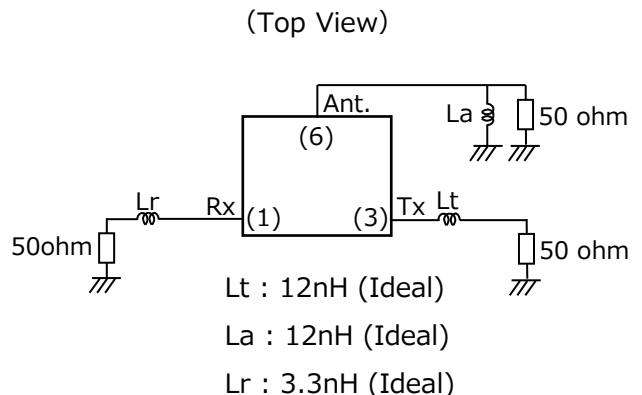 (Top View)
Ant.
(6)
La
50 ohm
Lr
Rx
(1)
(3)
Tx
Lt
50ohm
50 ohm
Lt : 12nH (Ideal)
La : 12nH (Ideal)
Lr : 3.3nH (Ideal)